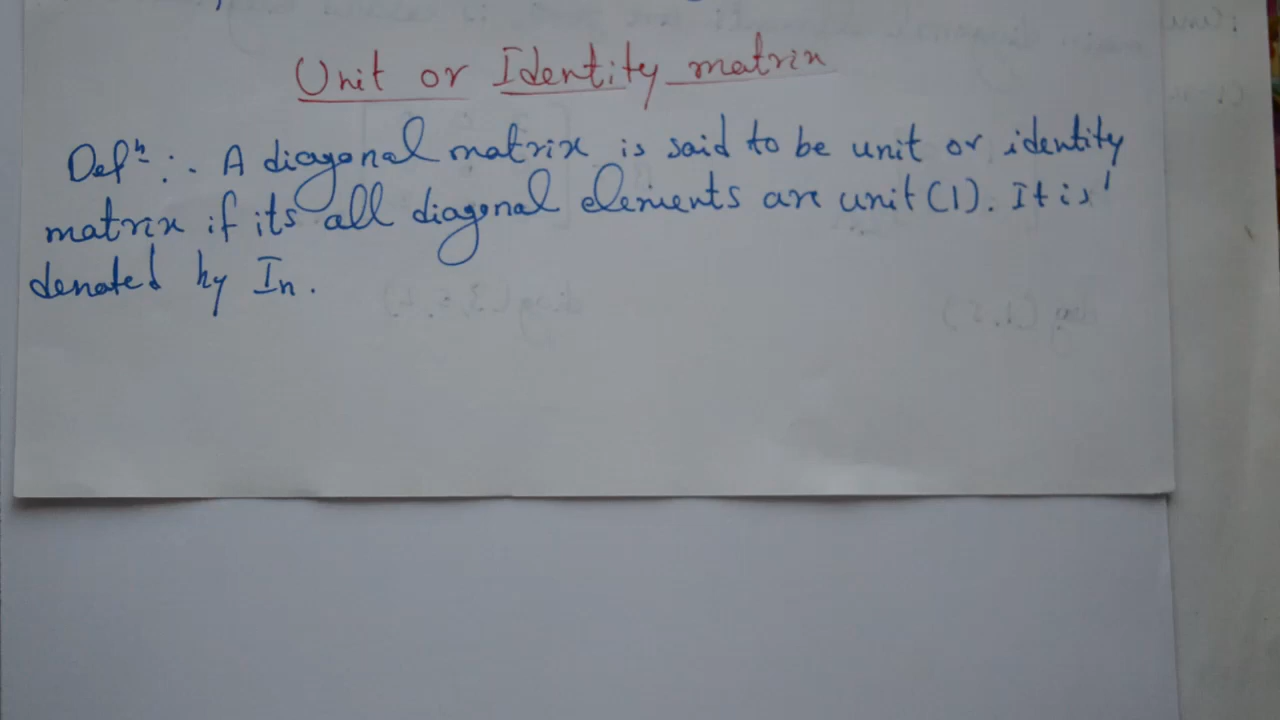 Unit or Identity matrix
Defn :- A diagonal matrix is said to be unit or identity
matrix if its all diagonal elements are unit (1). It is
denoted by In.